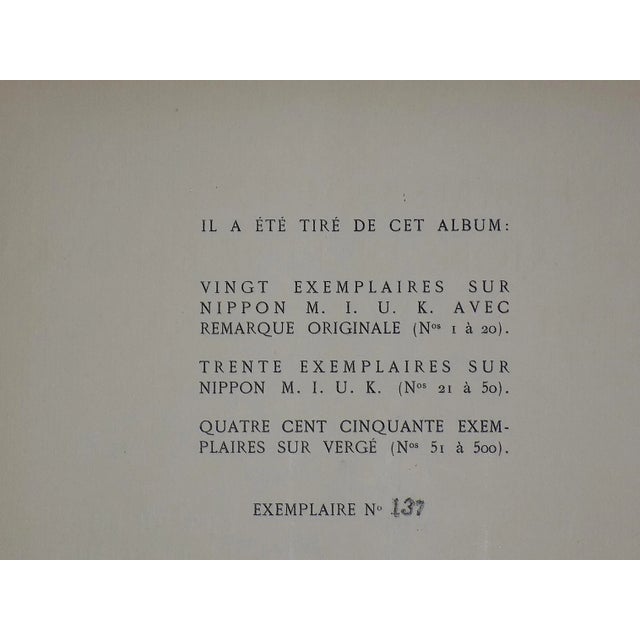 IL A ÉTÉ TIRÉ DE CET ALBUM:
VINGT EXEMPLAIRES SUR
NIPPON M. I. U. K. AVEC
REMARQUE ORIGINALE (Nos 1 à 20).
TRENTE EXEMPLAIRES SUR
NIPPON M. I. U. K. (Nos 21 à 50).
QUATRE CENT CINQUANTE EXEM-
PLAIRES SUR VERGÉ (Nos 51 à 500).
EXEMPLAIRE No 137